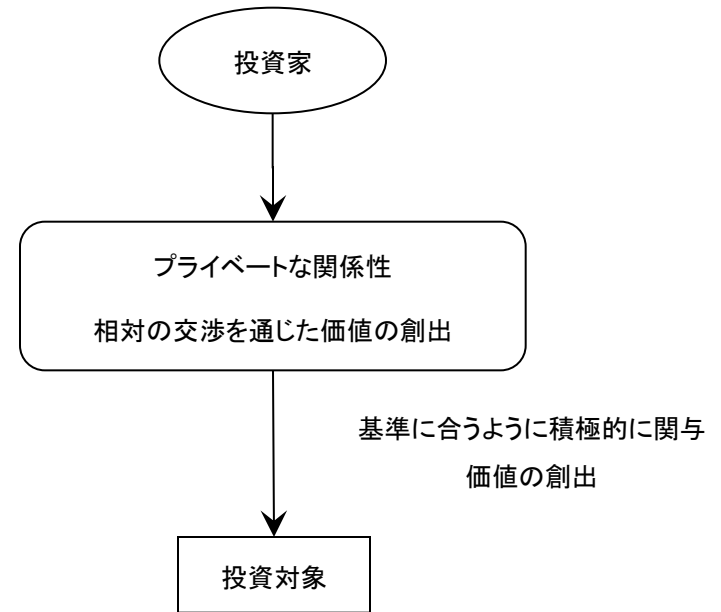 投資家
プライベートな関係性
相対の交渉を通じた価値の創出
基準に合うように積極的に関与
価値の創出
投資対象